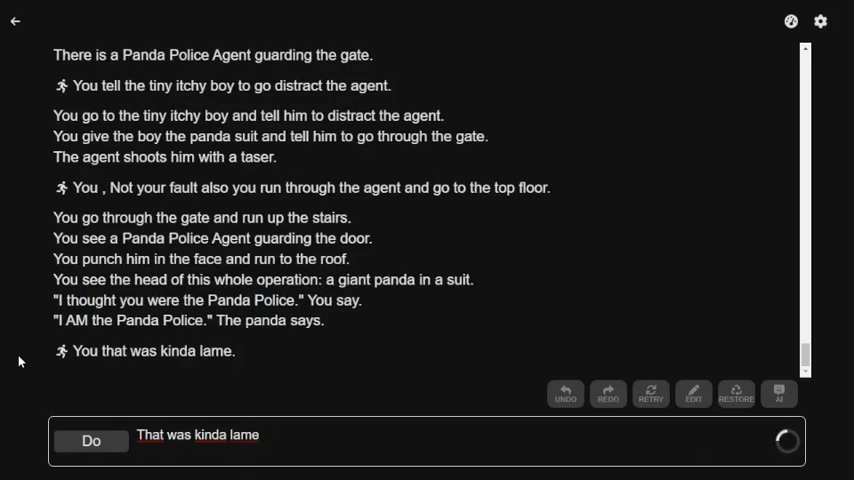 There is a Panda Police Agent guarding the gate.
You tell the tiny itchy boy to go distract the agent.
You go to the tiny itchy boy and tell him to distract the agent.
You give the boy the panda suit and tell him to go through the gate.
The agent shoots him with a taser.
You , Not your fault also you run through the agent and go to the top floor.
You go through the gate and run up the stairs.
You see a Panda Police Agent guarding the door.
You punch him in the face and run to the roof.
You see the head of this whole operation: a giant panda in a suit.
"I thought you were the Panda Police." You say.
"I AM the Panda Police." The panda says.
You that was kinda lame.
UNDO REDO RETRY EDIT RESTORE AI
Do That was kinda lame